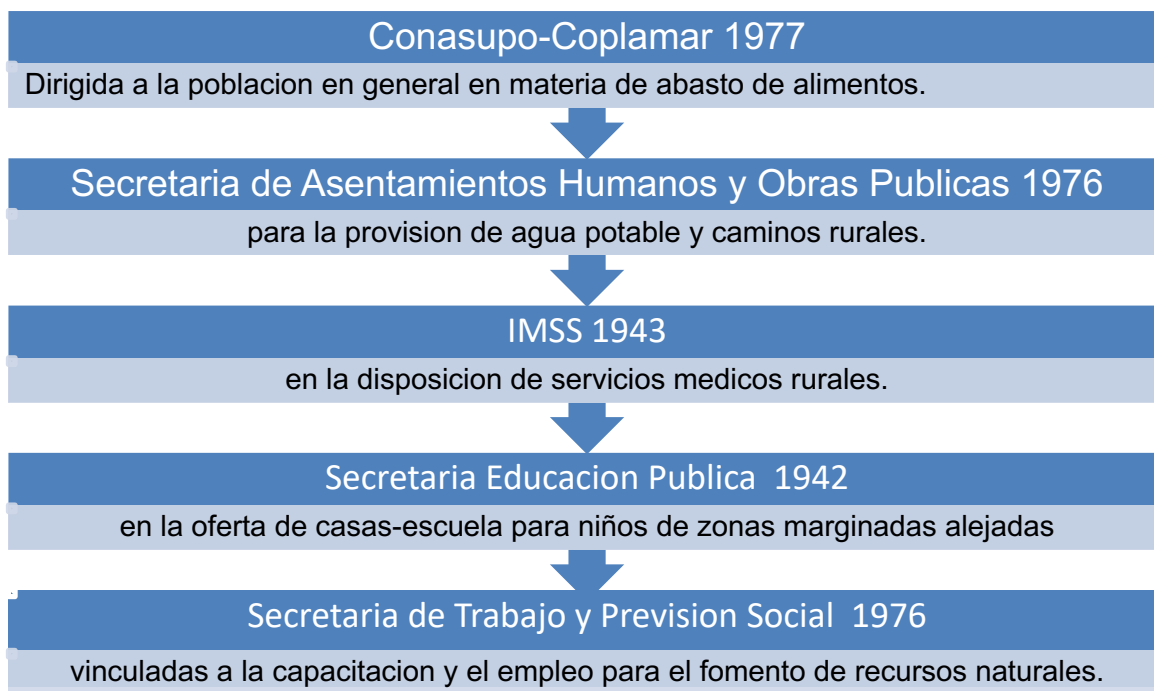 Conasupo-Coplamar 1977
Dirigida a la poblacion en general en materia de abasto de alimentos.
Secretaria de Asentamientos Humanos y Obras Publicas 1976
para la provision de agua potable y caminos rurales.
IMSS 1943
en la disposicion de servicios medicos rurales.
Secretaria Educacion Publica 1942
en la oferta de casas-escuela para niños de zonas marginadas alejadas
Secretaria de Trabajo y Prevision Social 1976
vinculadas a la capacitacion y el empleo para el fomento de recursos naturales.